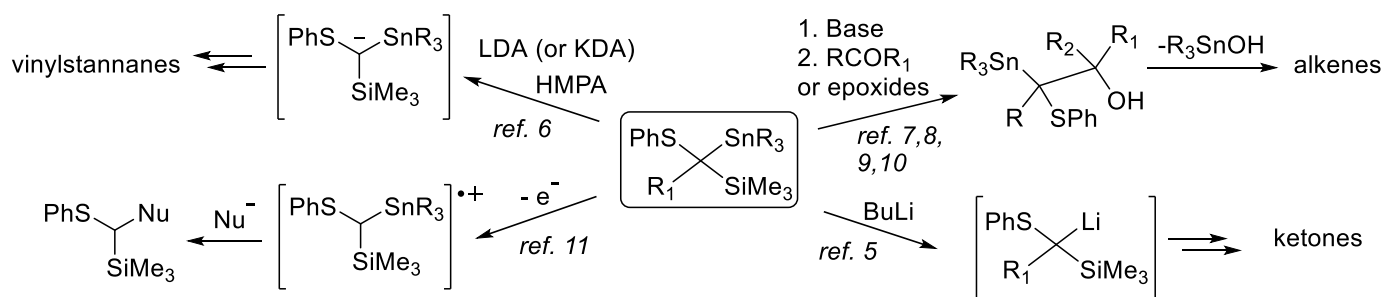 vinylstannanes
PhS
–
SnR3
SiMe3
LDA (or KDA)
HMPA
ref. 6
1. Base
2. RCOR1
or epoxides
ref. 7,8,
9,10
R3Sn
R2
R1
OH
R
SPh
-R3SnOH
alkenes
PhS
SnR3
R1
SiMe3
PhS
Nu
SiMe3
Nu–
PhS
SnR3
SiMe3
•+
- e–
ref. 11
BuLi
ref. 5
PhS
Li
R1
SiMe3
ketones